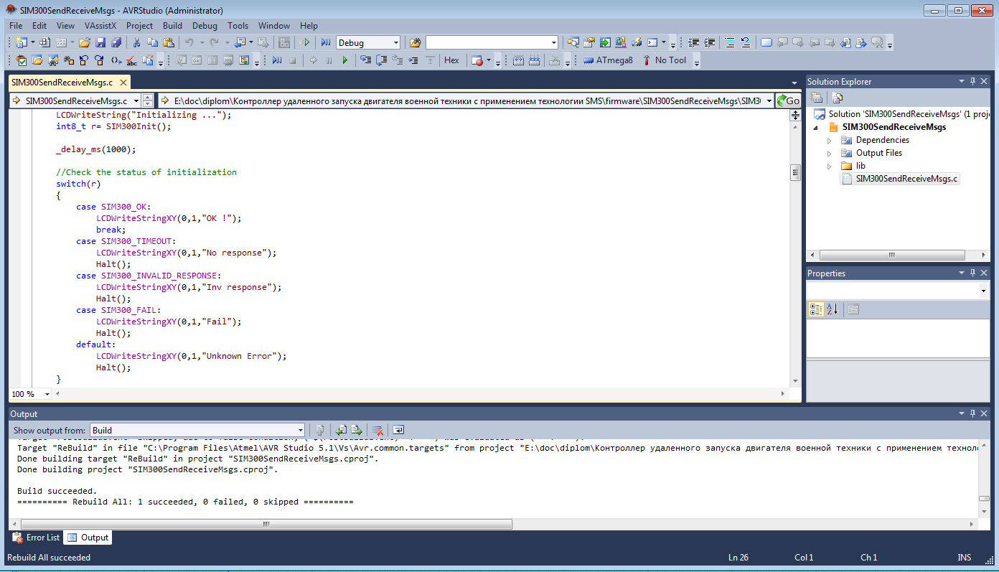 SIM300SendReceiveMsgs - AVRStudio (Administrator)
File Edit View VAssistX Project Build Debug Tools Window Help
Debug
Hex ATmega8 No Tool
SIM300SendReceiveMsgs.c
SIM300SendReceiveMsgs.c E:\doc\diplom\Контроллер удаленного запуска двигателя военной техники с применением технологии SMS\firmware\SIM300SendReceiveMsgs\SIM3 Go
LCDWriteString("Initializing ...");
int8_t r= SIM300Init();
_delay_ms(1000);
//Check the status of initialization
switch(r)
{
case SIM300_OK:
LCDWriteStringXY(0,1,"OK !");
break;
case SIM300_TIMEOUT:
LCDWriteStringXY(0,1,"No response");
Halt();
case SIM300_INVALID_RESPONSE:
LCDWriteStringXY(0,1,"Inv response");
Halt();
case SIM300_FAIL:
LCDWriteStringXY(0,1,"Fail");
Halt();
default:
LCDWriteStringXY(0,1,"Unknown Error");
Halt();
}
100 %
Solution Explorer
Solution 'SIM300SendReceiveMsgs' (1 proj
SIM300SendReceiveMsgs
Dependencies
Output Files
lib
SIM300SendReceiveMsgs.c
Properties
Output
Show output from: Build
Target "ReBuild" in file "C:\Program Files\Atmel\AVR Studio 5.1\Vs\Avr.common.targets" from project "E:\doc\diplom\Контроллер удаленного запуска двигателя военной техники с применением техноло
Done building target "ReBuild" in project "SIM300SendReceiveMsgs.cproj".
Done building project "SIM300SendReceiveMsgs.cproj".
Build succeeded.
========== Rebuild All: 1 succeeded, 0 failed, 0 skipped ==========
Error List Output
Rebuild All succeeded Ln 26 Col 1 Ch 1 INS